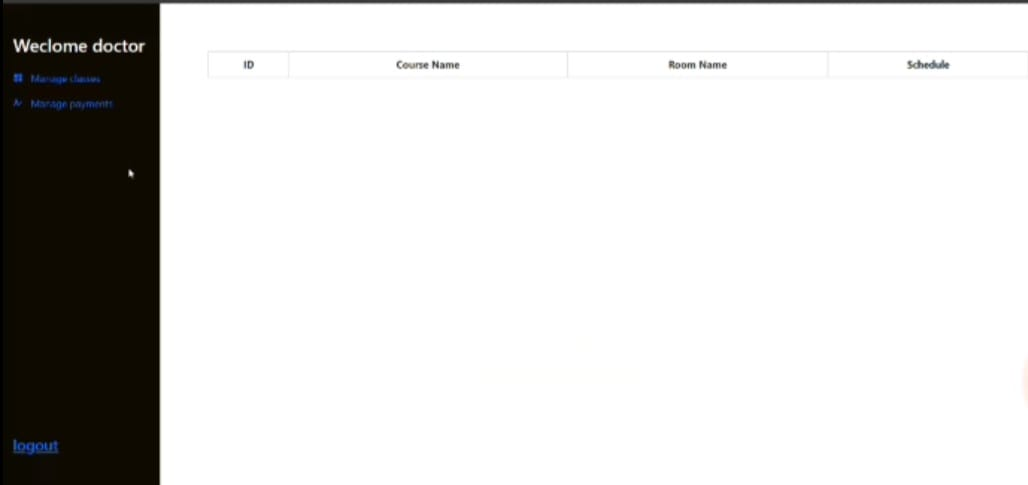 Weclome doctor
Manage classes
Manage payments
logout
ID Course Name Room Name Schedule